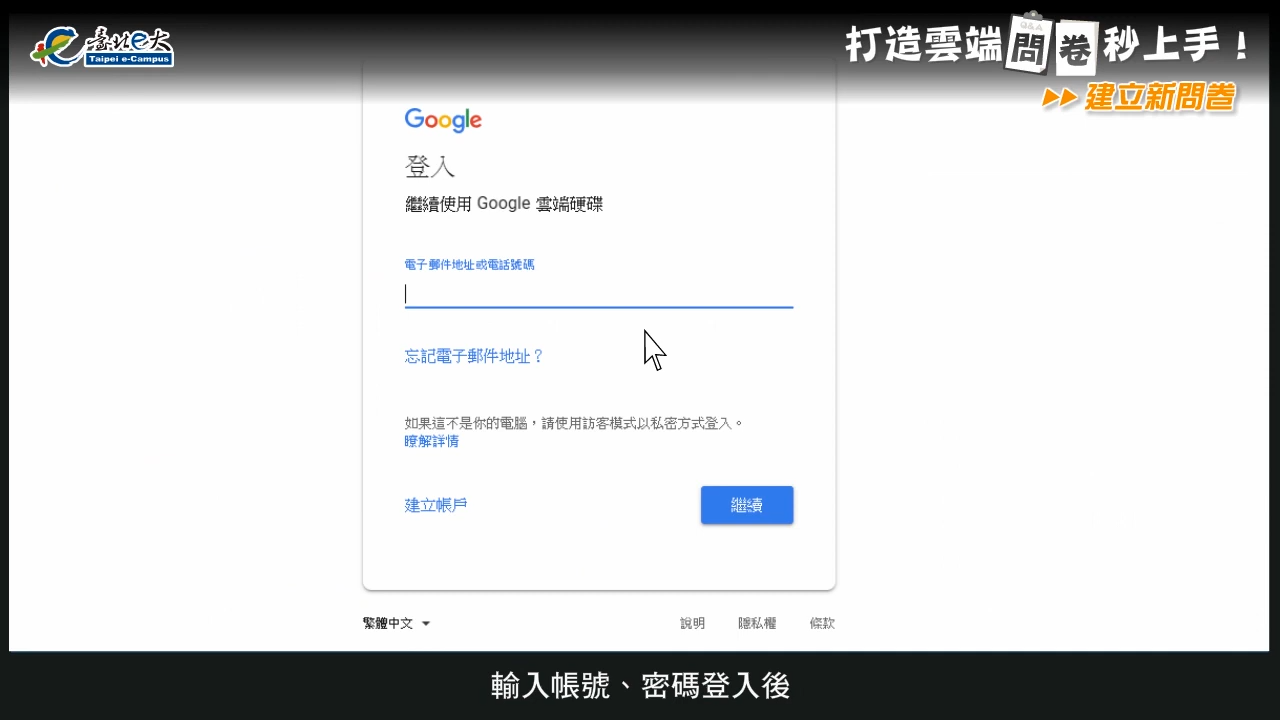 臺北e大
Taipei e-Campus
打造雲端問卷秒上手！
Q&A
建立新問卷
Google
登入
繼續使用 Google 雲端硬碟
電子郵件地址或電話號碼
忘記電子郵件地址？
如果這不是你的電腦，請使用訪客模式以私密方式登入。
瞭解詳情
建立帳戶
繼續
繁體中文
說明 隱私權 條款
輸入帳號、密碼登入後